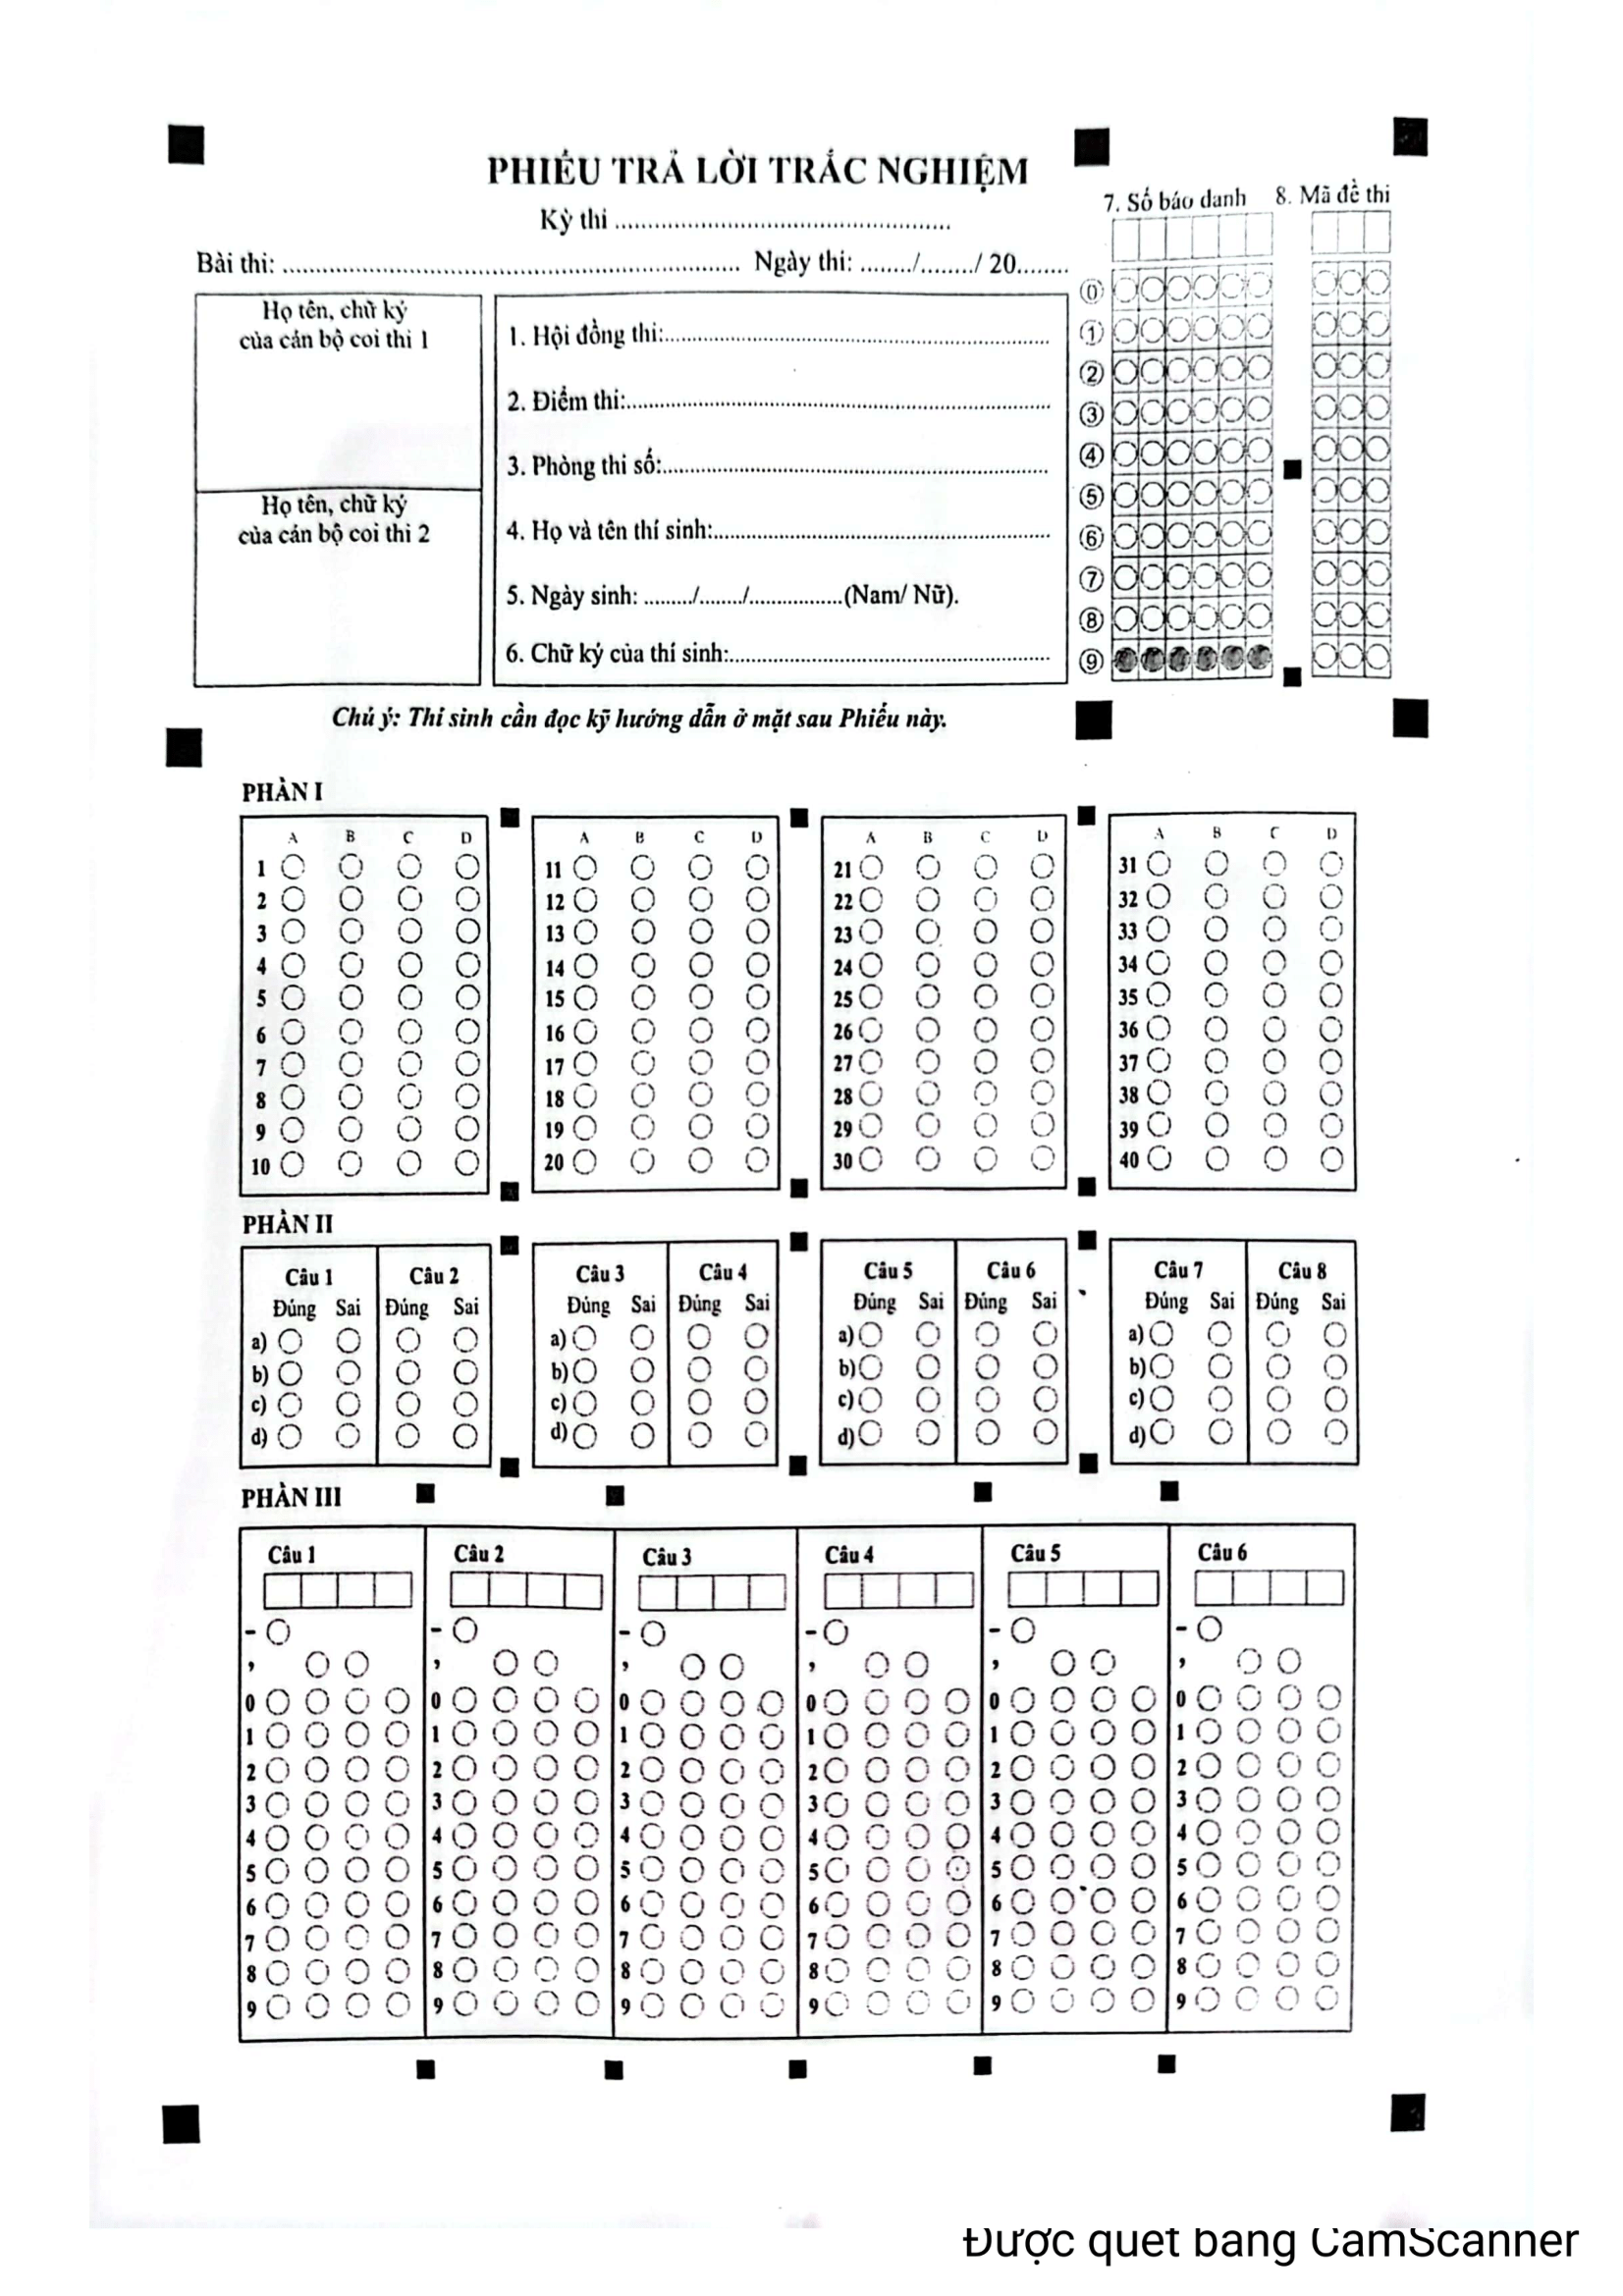 PHIẾU TRẢ LỜI TRẮC NGHIỆM
Kỳ thi ..................................................
Bài thi: .................................................................... Ngày thi: ......../......../ 20........
7. Số báo danh 8. Mã đề thi
Họ tên, chữ ký
của cán bộ coi thi 1
Họ tên, chữ ký
của cán bộ coi thi 2
1. Hội đồng thi:..........................................................
2. Điểm thi:................................................................
3. Phòng thi số:..........................................................
4. Họ và tên thí sinh:..................................................
5. Ngày sinh: ......../......./...............(Nam/ Nữ).
6. Chữ ký của thí sinh:................................................
0
1
2
3
4
5
6
7
8
9
Chú ý: Thí sinh cần đọc kỹ hướng dẫn ở mặt sau Phiếu này.
PHẦN I
A B C D A B C D A B C D A B C D
1 11 21 31
2 12 22 32
3 13 23 33
4 14 24 34
5 15 25 35
6 16 26 36
7 17 27 37
8 18 28 38
9 19 29 39
10 20 30 40
PHẦN II
Câu 1 Câu 2 Câu 3 Câu 4 Câu 5 Câu 6 Câu 7 Câu 8
Đúng Sai Đúng Sai Đúng Sai Đúng Sai Đúng Sai Đúng Sai Đúng Sai Đúng Sai
a) a) a) a)
b) b) b) b)
c) c) c) c)
d) d) d) d)
PHẦN III
Câu 1 Câu 2 Câu 3 Câu 4 Câu 5 Câu 6
- - - - - -
, , , , , ,
0 0 0 0 0 0
1 1 1 1 1 1
2 2 2 2 2 2
3 3 3 3 3 3
4 4 4 4 4 4
5 5 5 5 5 5
6 6 6 6 6 6
7 7 7 7 7 7
8 8 8 8 8 8
9 9 9 9 9 9
Được quét bằng CamScanner